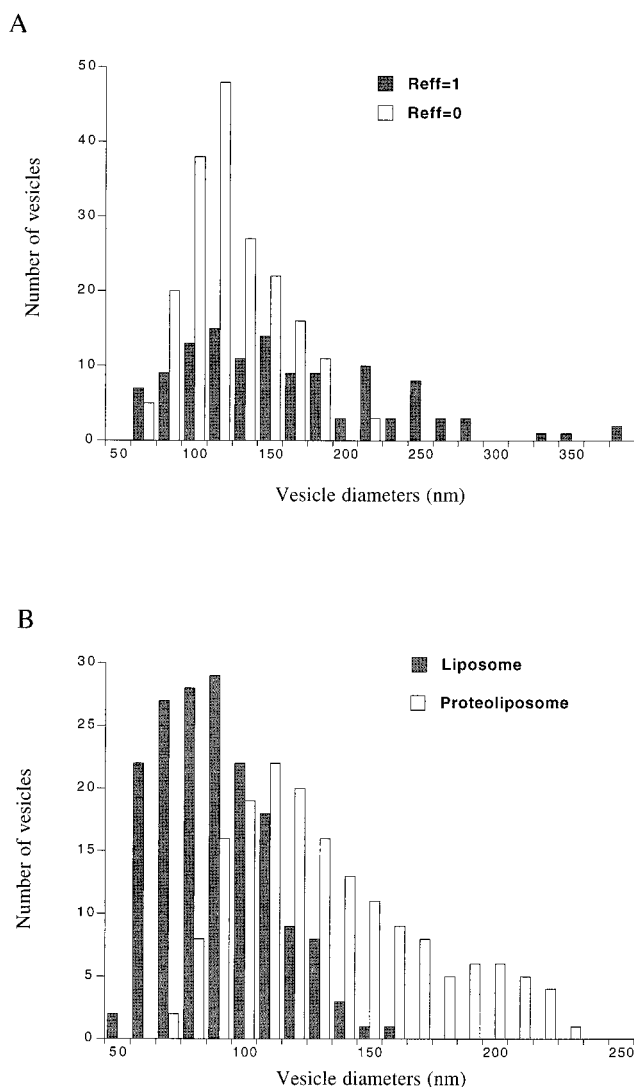 A
50
40
30
20
10
0
Number of vesicles
Reff=1
Reff=0
50 100 150 200 250 300 350
Vesicle diameters (nm)
B
30
25
20
15
10
5
0
Number of vesicles
Liposome
Proteoliposome
50 100 150 200 250
Vesicle diameters (nm)